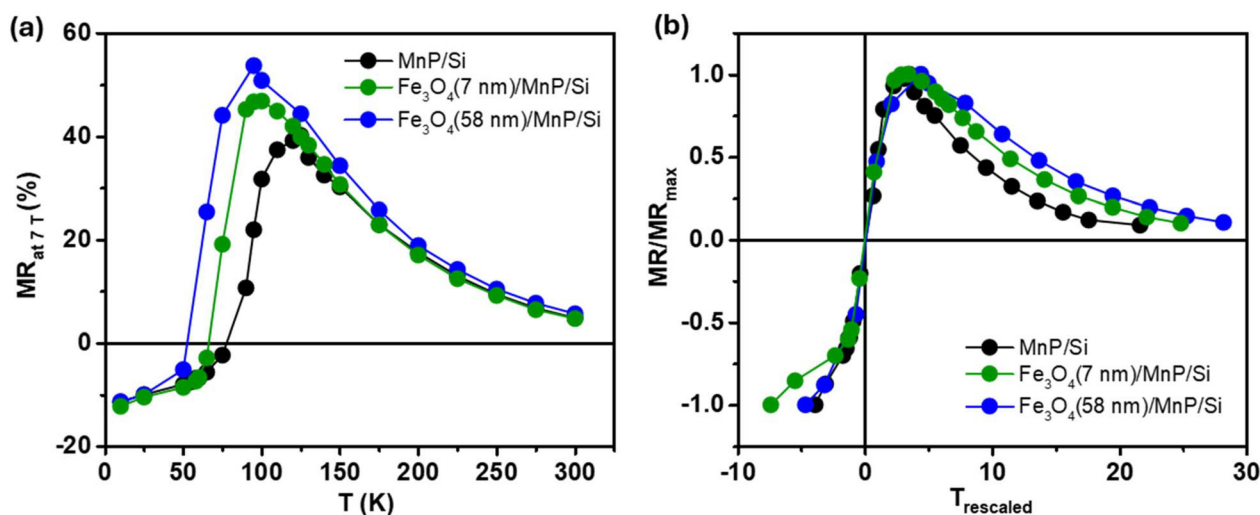 (a)
60
40
20
0
-20
MR at 7 T (%)
MnP/Si
Fe₃O₄(7 nm)/MnP/Si
Fe₃O₄(58 nm)/MnP/Si
0 50 100 150 200 250 300
T (K)
(b)
1.0
0.5
0.0
-0.5
-1.0
MR/MRmax
MnP/Si
Fe₃O₄(7 nm)/MnP/Si
Fe₃O₄(58 nm)/MnP/Si
-10 0 10 20 30
Trescaled